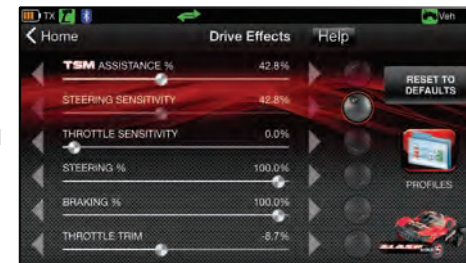 TX
Veh
Home
Drive Effects
Help
TSM ASSISTANCE % 42.8%
RESET TO
DEFAULTS
STEERING SENSITIVITY 42.8%
THROTTLE SENSITIVITY 0.0%
STEERING % 100.0%
PROFILES
BRAKING % 100.0%
THROTTLE TRIM -8.7%
SLASH